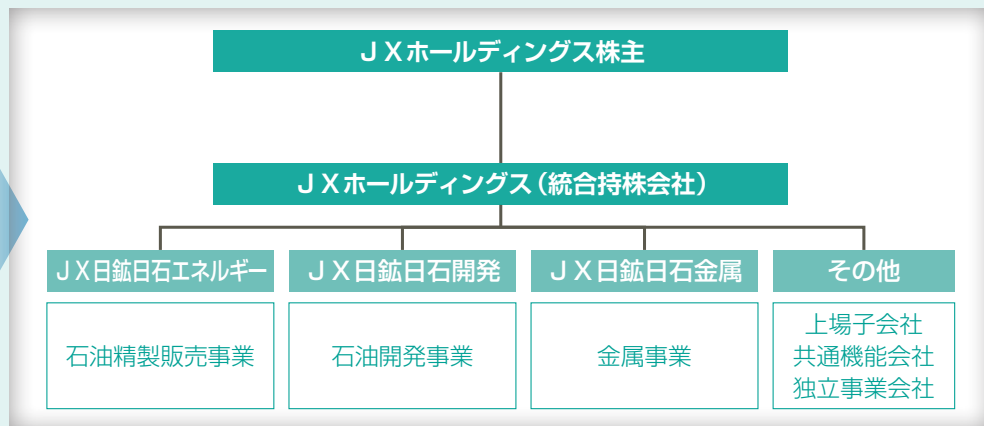 ＪＸホールディングス株主
ＪＸホールディングス（統合持株会社）
ＪＸ日鉱日石エネルギー
ＪＸ日鉱日石開発
ＪＸ日鉱日石金属
その他
石油精製販売事業
石油開発事業
金属事業
上場子会社
共通機能会社
独立事業会社